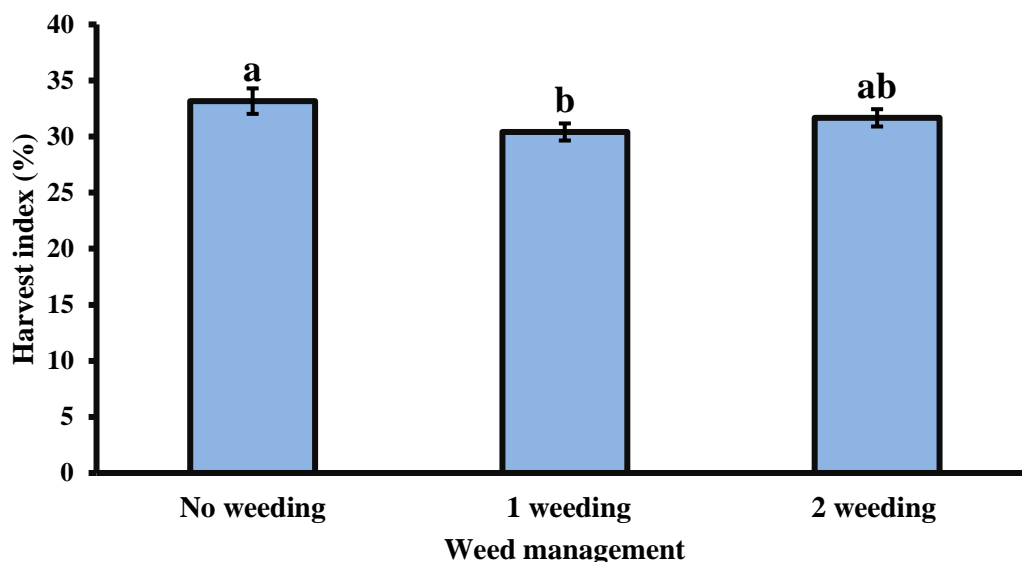 40
35
30
25
20
15
10
5
0
Harvest index (%)
a
b
ab
No weeding
1 weeding
2 weeding
Weed management